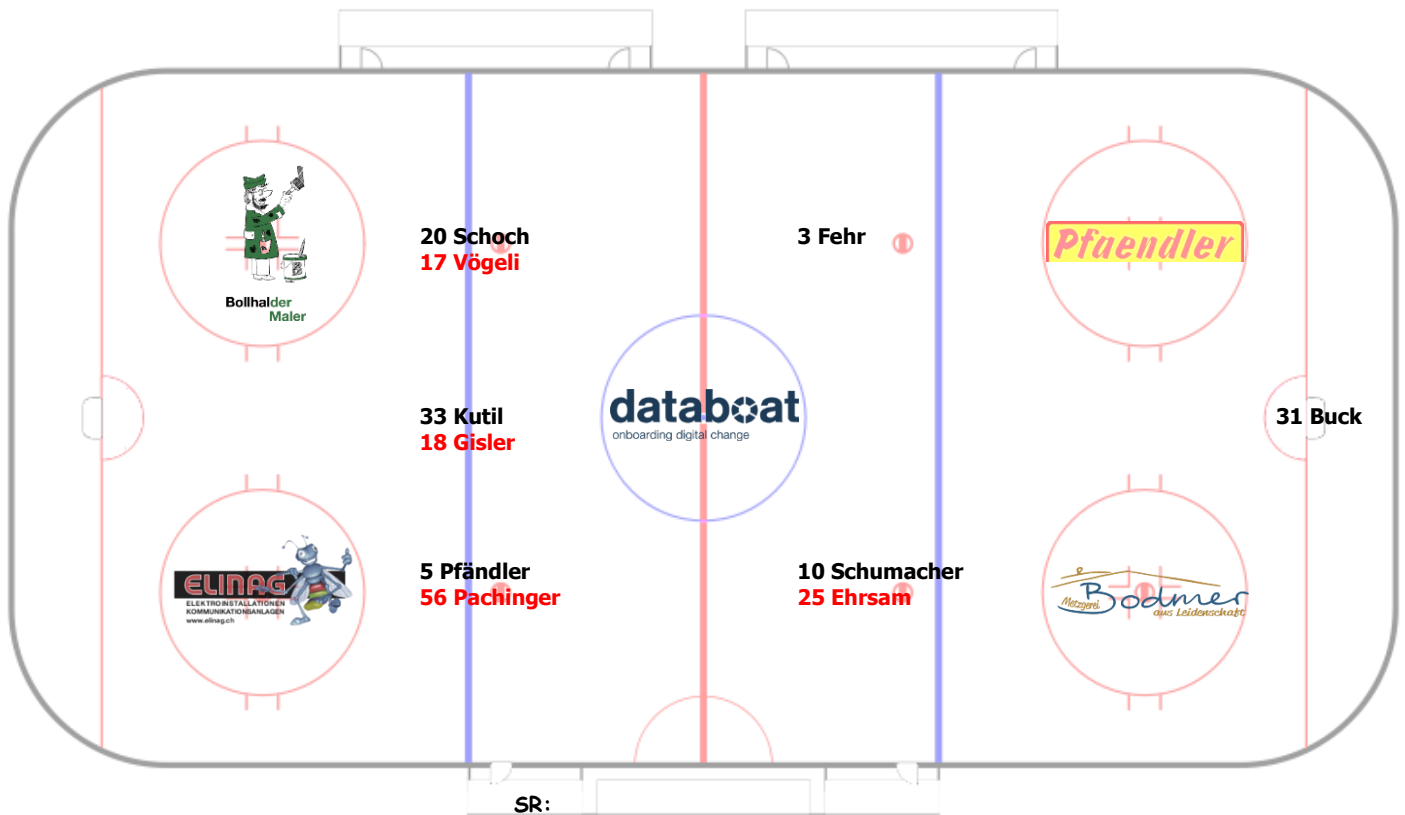 20 Schoch
17 Vögeli
3 Fehr
Pfaendler
Bollhalder
Maler
33 Kutil
18 Gisler
databoat
onboarding digital change
31 Buck
5 Pfändler
56 Pachinger
10 Schumacher
25 Ehrsam
ELINAG
ELEKTROINSTALLATIONEN
KOMMUNIKATIONSANLAGEN
www.elinag.ch
Metzgerei
Bodmer
aus Leidenschaft
SR: